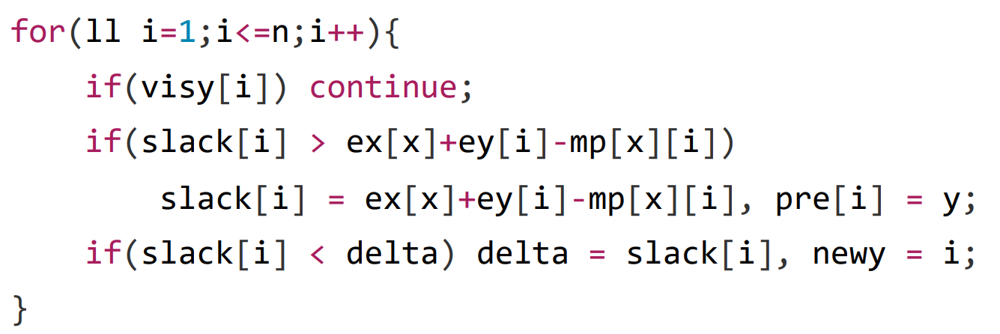 for(ll i=1;i<=n;i++){
    if(visy[i]) continue;
    if(slack[i] > ex[x]+ey[i]-mp[x][i])
        slack[i] = ex[x]+ey[i]-mp[x][i], pre[i] = y;
    if(slack[i] < delta) delta = slack[i], newy = i;
}